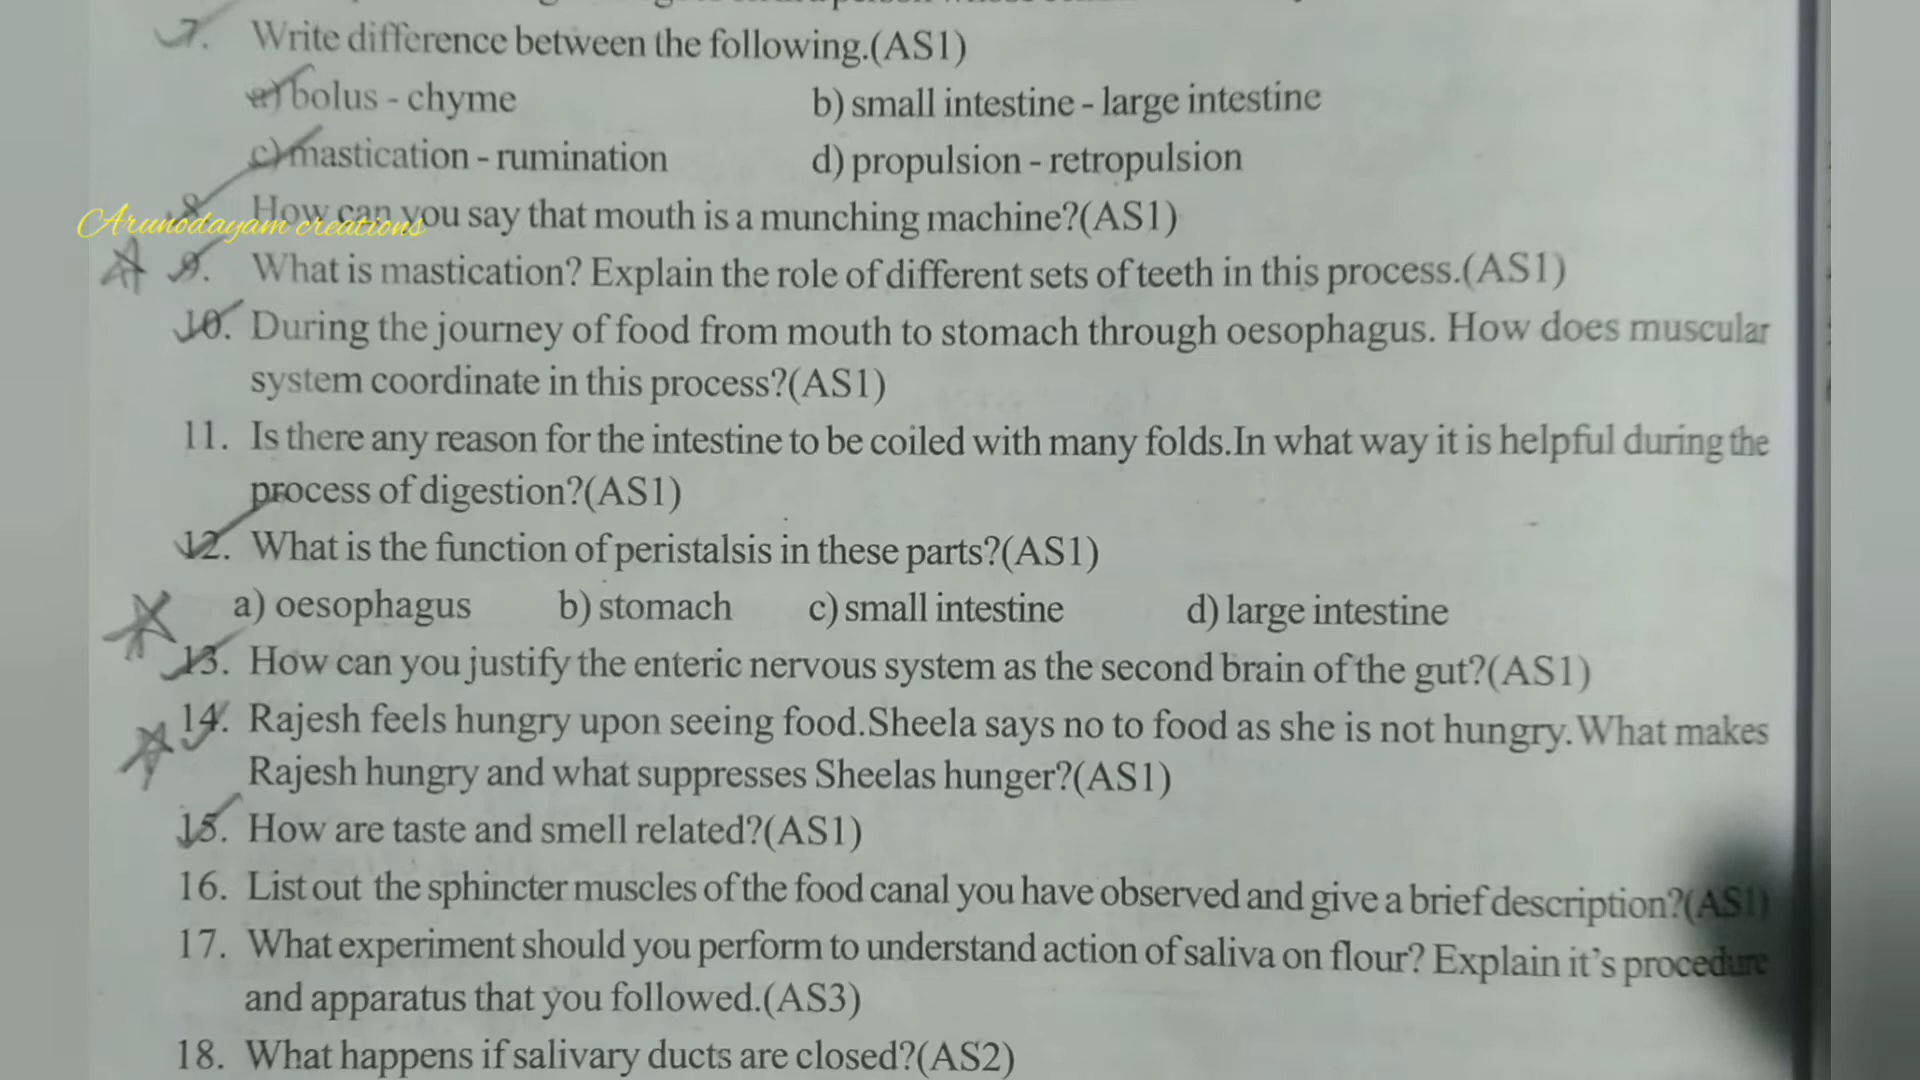 7. Write difference between the following.(AS1)
a) bolus - chyme b) small intestine - large intestine
c) mastication - rumination d) propulsion - retropulsion
8. How can you say that mouth is a munching machine?(AS1)
Arunodayam creations
9. What is mastication? Explain the role of different sets of teeth in this process.(AS1)
10. During the journey of food from mouth to stomach through oesophagus. How does muscular
system coordinate in this process?(AS1)
11. Is there any reason for the intestine to be coiled with many folds.In what way it is helpful during the
process of digestion?(AS1)
12. What is the function of peristalsis in these parts?(AS1)
a) oesophagus b) stomach c) small intestine d) large intestine
13. How can you justify the enteric nervous system as the second brain of the gut?(AS1)
14. Rajesh feels hungry upon seeing food.Sheela says no to food as she is not hungry.What makes
Rajesh hungry and what suppresses Sheelas hunger?(AS1)
15. How are taste and smell related?(AS1)
16. List out the sphincter muscles of the food canal you have observed and give a brief description?(AS1)
17. What experiment should you perform to understand action of saliva on flour? Explain it's procedure
and apparatus that you followed.(AS3)
18. What happens if salivary ducts are closed?(AS2)